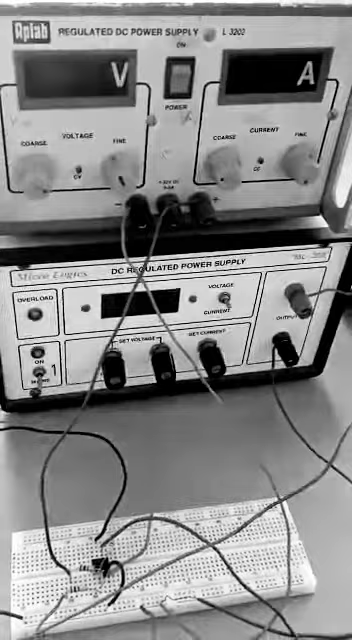 Aplab REGULATED DC POWER SUPPLY L 3202
ON
V
A
POWER
COARSE VOLTAGE FINE
CV
COARSE CURRENT FINE
- +
Micro Logics DC REGULATED POWER SUPPLY
OVERLOAD
VOLTAGE
CURRENT
OUTPUT
SET VOLTAGE SET CURRENT
ON